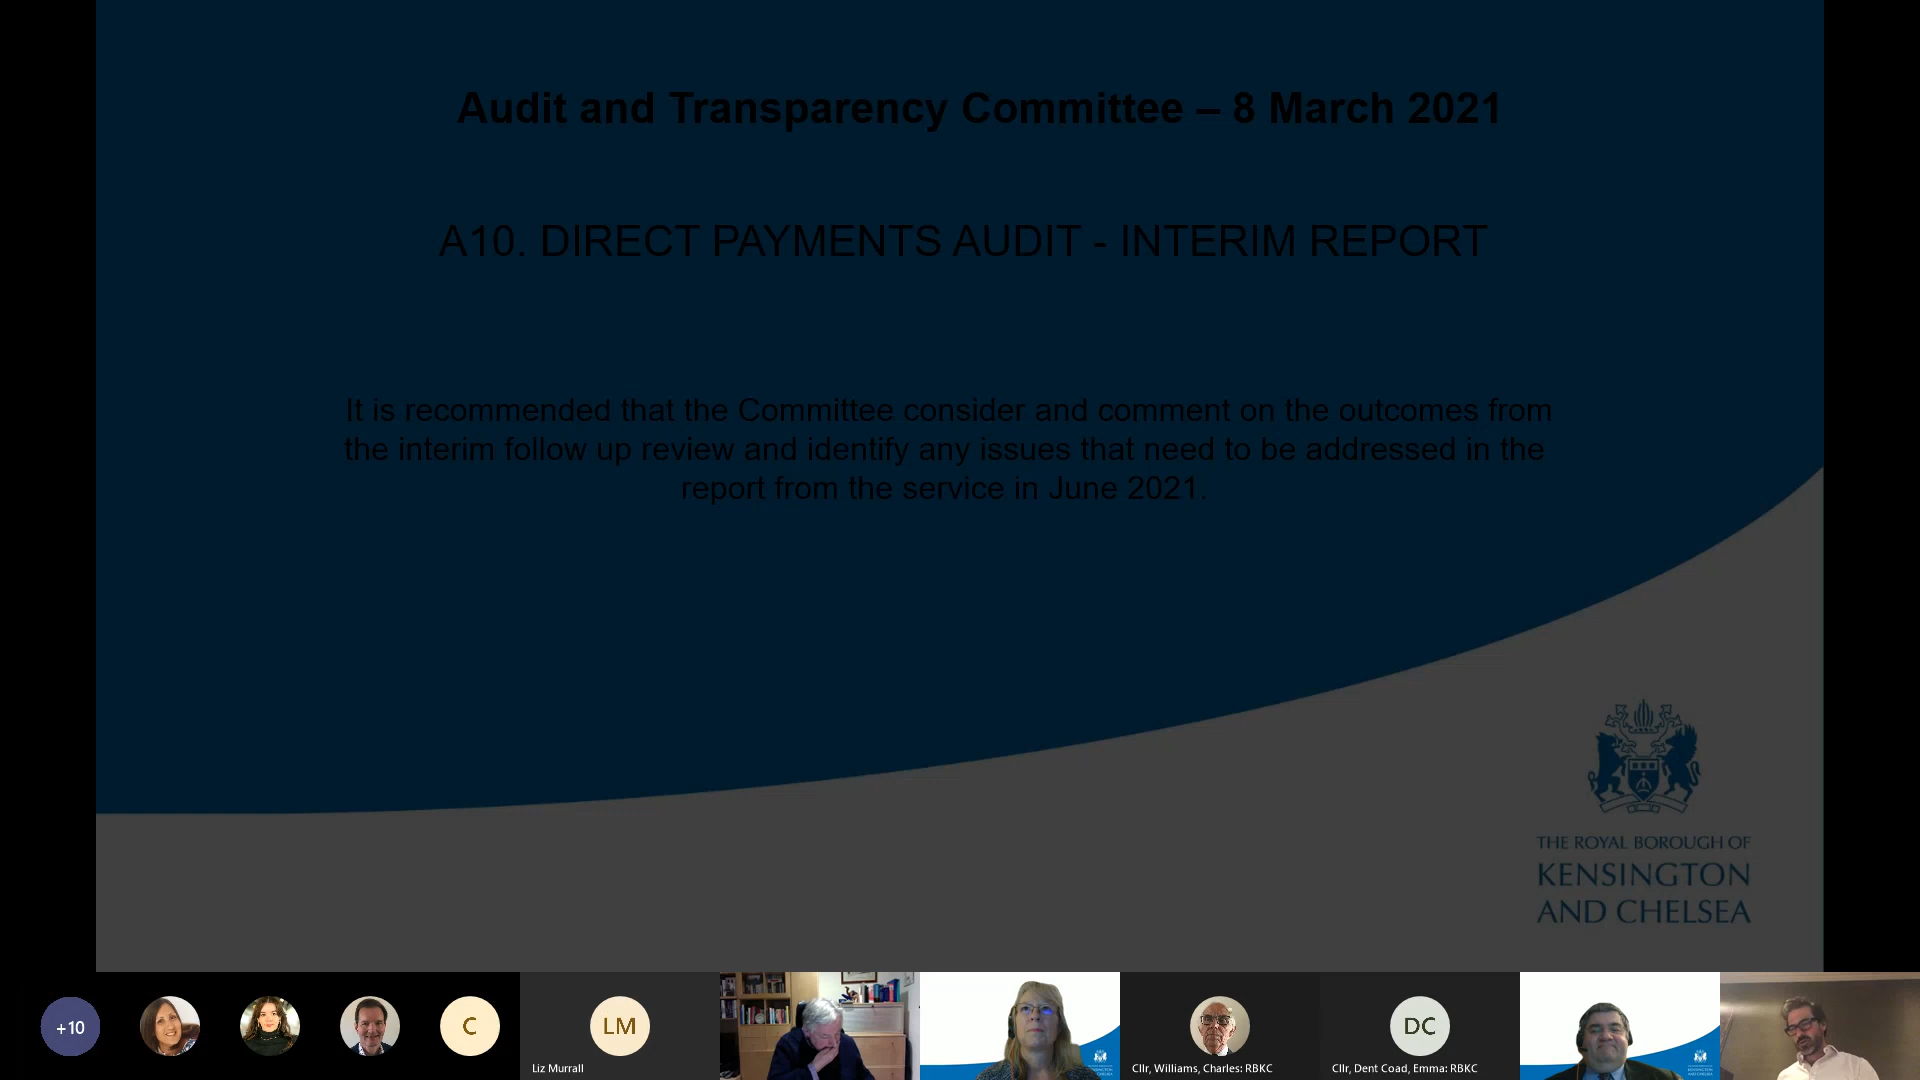 Audit and Transparency Committee – 8 March 2021
A10. DIRECT PAYMENTS AUDIT - INTERIM REPORT
It is recommended that the Committee consider and comment on the outcomes from
the interim follow up review and identify any issues that need to be addressed in the
report from the service in June 2021.
THE ROYAL BOROUGH OF
KENSINGTON
AND CHELSEA
+10
C
LM
Liz Murrall
DC
Cllr, Williams, Charles: RBKC
Cllr, Dent Coad, Emma: RBKC